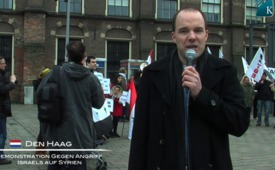 K
DEN HAAG
DEMONSTRATION GEGEN ANGRIFF
ISRAELS AUF SYRIEN